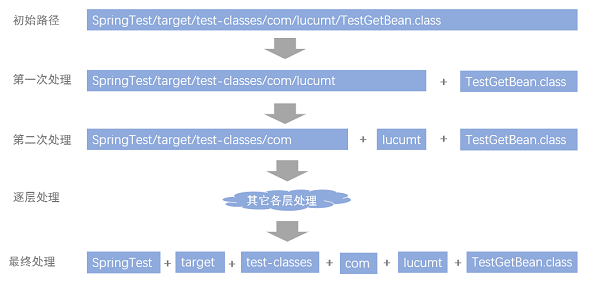 初始路径 SpringTest/target/test-classes/com/lucumt/TestGetBean.class
第一次处理 SpringTest/target/test-classes/com/lucumt + TestGetBean.class
第二次处理 SpringTest/target/test-classes/com + lucumt + TestGetBean.class
逐层处理 其它各层处理
最终处理 SpringTest + target + test-classes + com + lucumt + TestGetBean.class